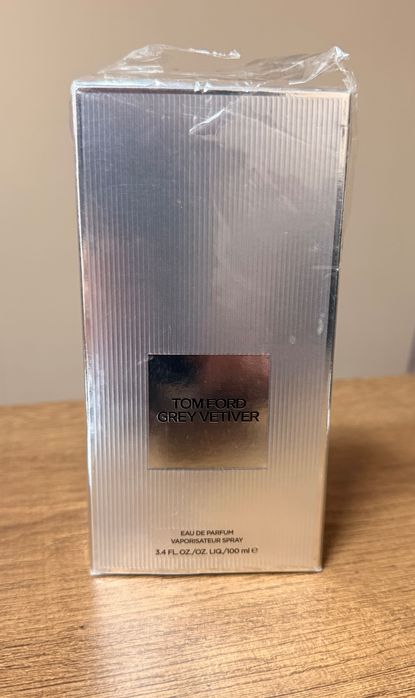 TOM FORD
GREY VETIVER
EAU DE PARFUM
VAPORISATEUR SPRAY
3.4 FL. OZ./OZ. LIQ./100 ml ℮